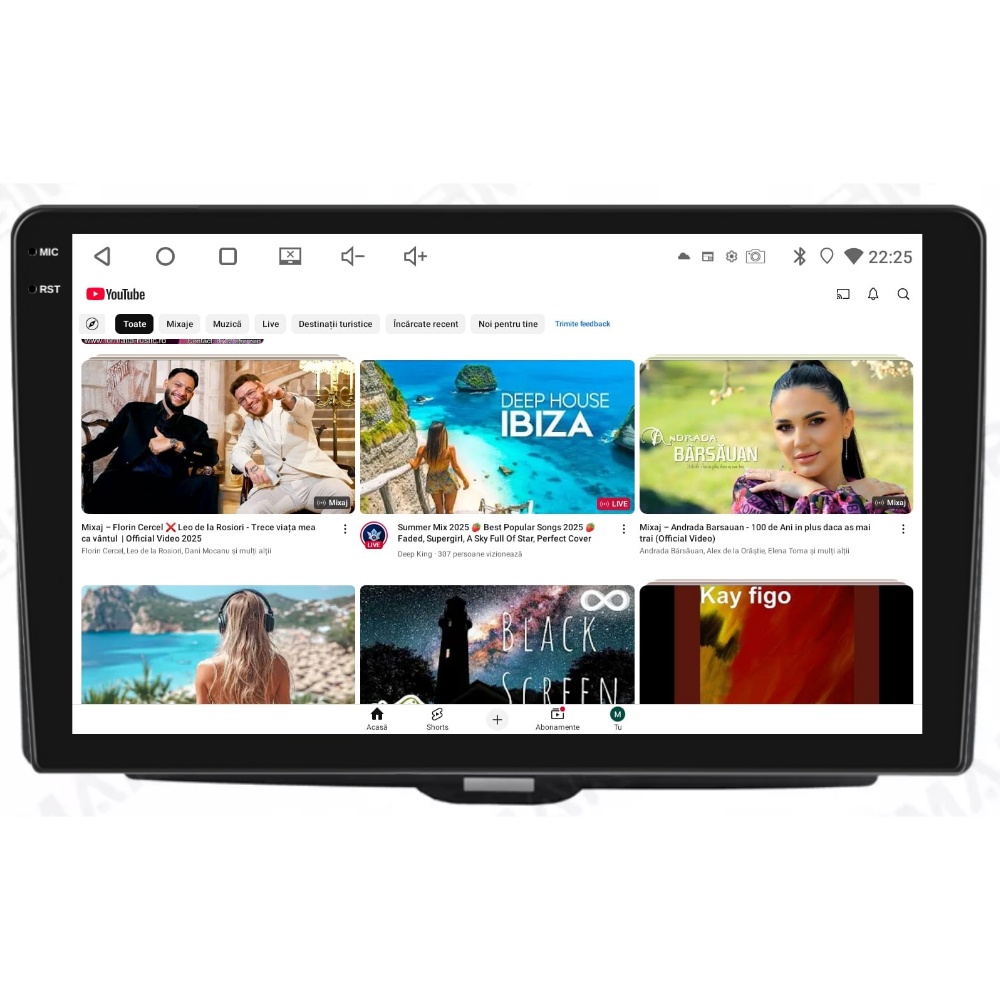 MIC
RST
22:25
YouTube
Toate
Mixaje
Muzică
Live
Destinații turistice
Încărcate recent
Noi pentru tine
Trimite feedback
Mixaj
DEEP HOUSE
IBIZA
LIVE
ANDRADA
BÂRSĂUAN
Mixaj
Mixaj – Florin Cercel ❌ Leo de la Rosiori - Trece viața mea
ca vântul | Official Video 2025
Florin Cercel, Leo de la Rosiori, Dani Mocanu și mulți alții
LIVE
Summer Mix 2025 🍓 Best Popular Songs 2025 🍓
Faded, Supergirl, A Sky Full Of Star, Perfect Cover
Deep King · 307 persoane vizionează
Mixaj – Andrada Barsauan - 100 de Ani in plus daca as mai
trai (Official Video)
Andrada Bârsăuan, Alex de la Orăștie, Elena Toma și mulți alții
BLACK
SCREEN
Kay figo
Acasă
Shorts
Abonamente
M
Tu